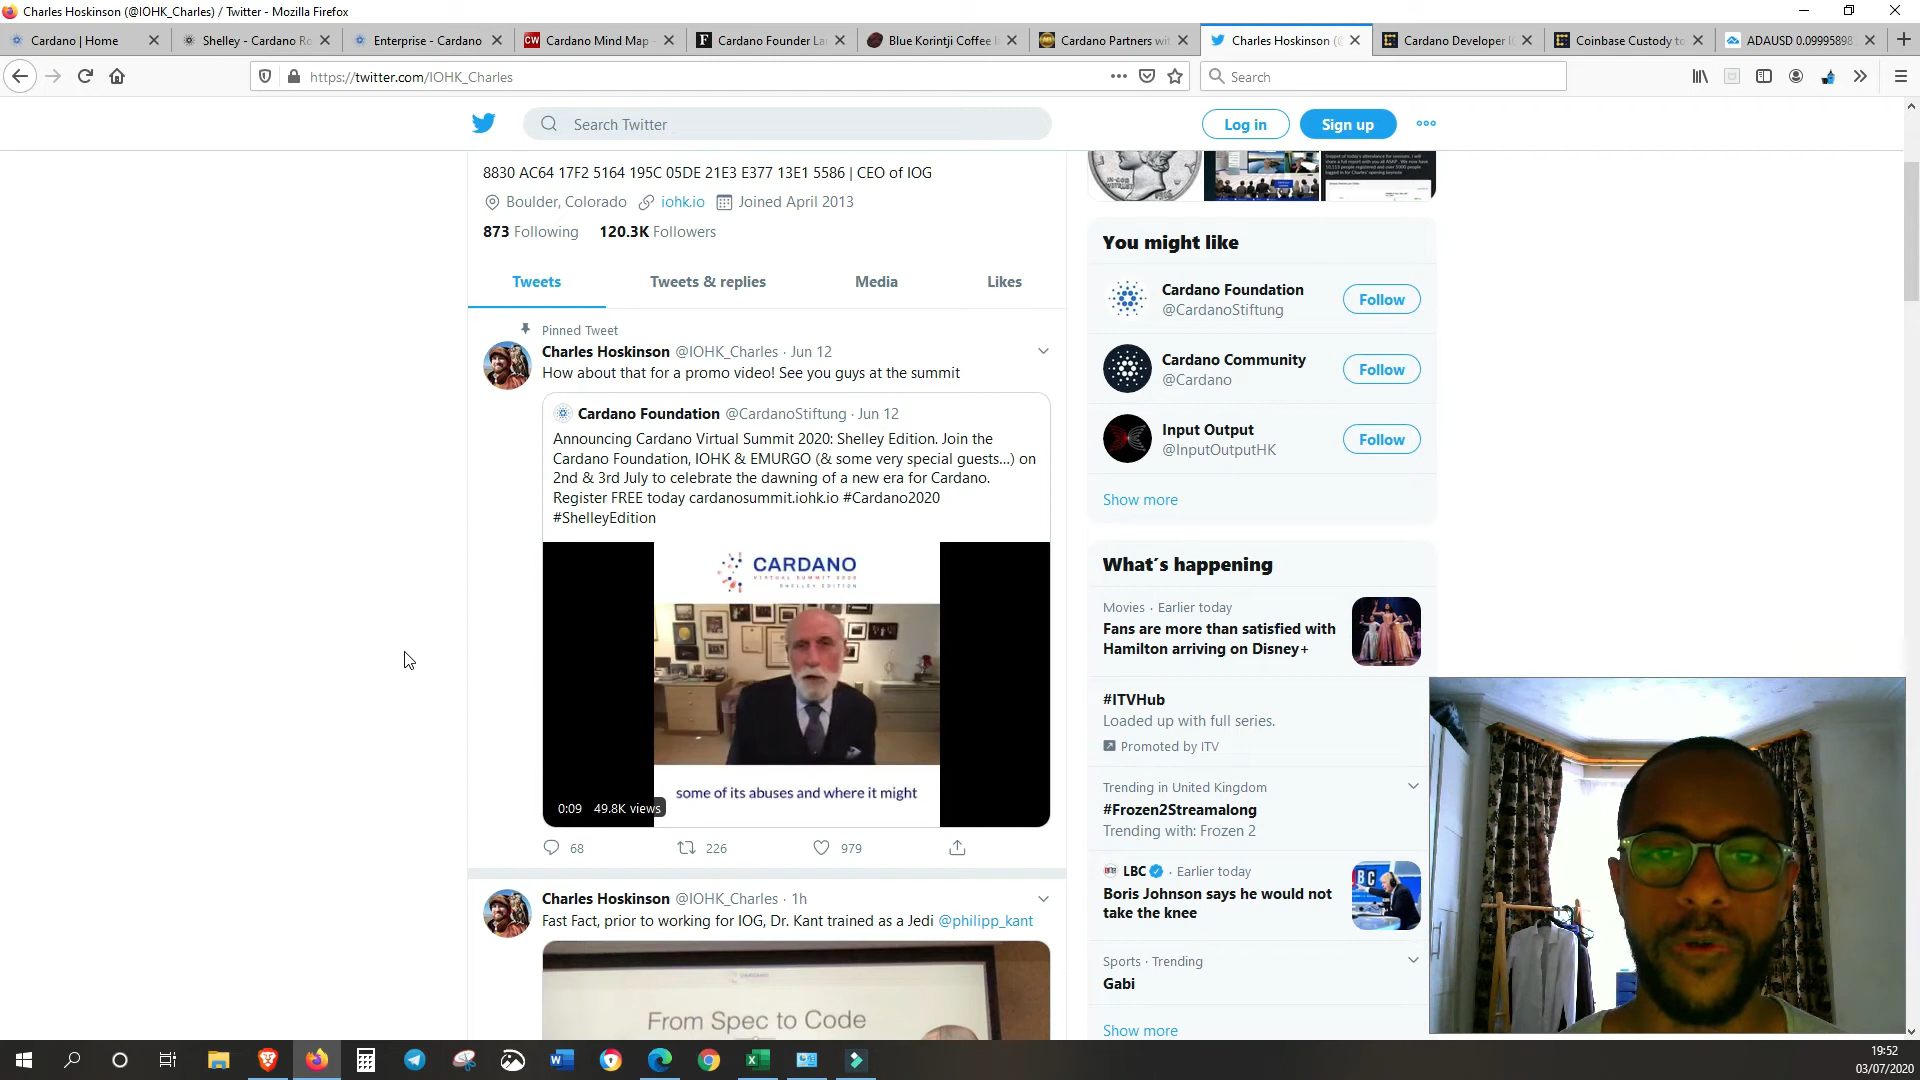 Charles Hoskinson (@IOHK_Charles) / Twitter - Mozilla Firefox
Cardano | Home
Shelley - Cardano Ro
Enterprise - Cardano
Cardano Mind Map -
Cardano Founder La
Blue Korintji Coffee
Cardano Partners wi
Charles Hoskinson (
Cardano Developer I
Coinbase Custody to
ADAUSD 0.09995898
https://twitter.com/IOHK_Charles
Search
Search Twitter
Log in
Sign up
8830 AC64 17F2 5164 195C 05DE 21E3 E377 13E1 5586 | CEO of IOG
Boulder, Colorado iohk.io Joined April 2013
873 Following 120.3K Followers
Tweets
Tweets & replies
Media
Likes
Pinned Tweet
Charles Hoskinson @IOHK_Charles · Jun 12
How about that for a promo video! See you guys at the summit
Cardano Foundation @CardanoStiftung · Jun 12
Announcing Cardano Virtual Summit 2020: Shelley Edition. Join the
Cardano Foundation, IOHK & EMURGO (& some very special guests...) on
2nd & 3rd July to celebrate the dawning of a new era for Cardano.
Register FREE today cardanosummit.iohk.io #Cardano2020
#ShelleyEdition
CARDANO
VIRTUAL SUMMIT 2020
SHELLEY EDITION
some of its abuses and where it might
0:09 49.8K views
68
226
979
Charles Hoskinson @IOHK_Charles · 1h
Fast Fact, prior to working for IOG, Dr. Kant trained as a Jedi @philipp_kant
CARDANO
From Spec to Code
You might like
Cardano Foundation
@CardanoStiftung
Follow
Cardano Community
@Cardano
Follow
Input Output
@InputOutputHK
Follow
Show more
What's happening
Movies · Earlier today
Fans are more than satisfied with
Hamilton arriving on Disney+
#ITVHub
Loaded up with full series.
Promoted by ITV
Trending in United Kingdom
#Frozen2Streamalong
Trending with: Frozen 2
LBC · Earlier today
Boris Johnson says he would not
take the knee
Sports · Trending
Gabi
Show more
19:52
03/07/2020